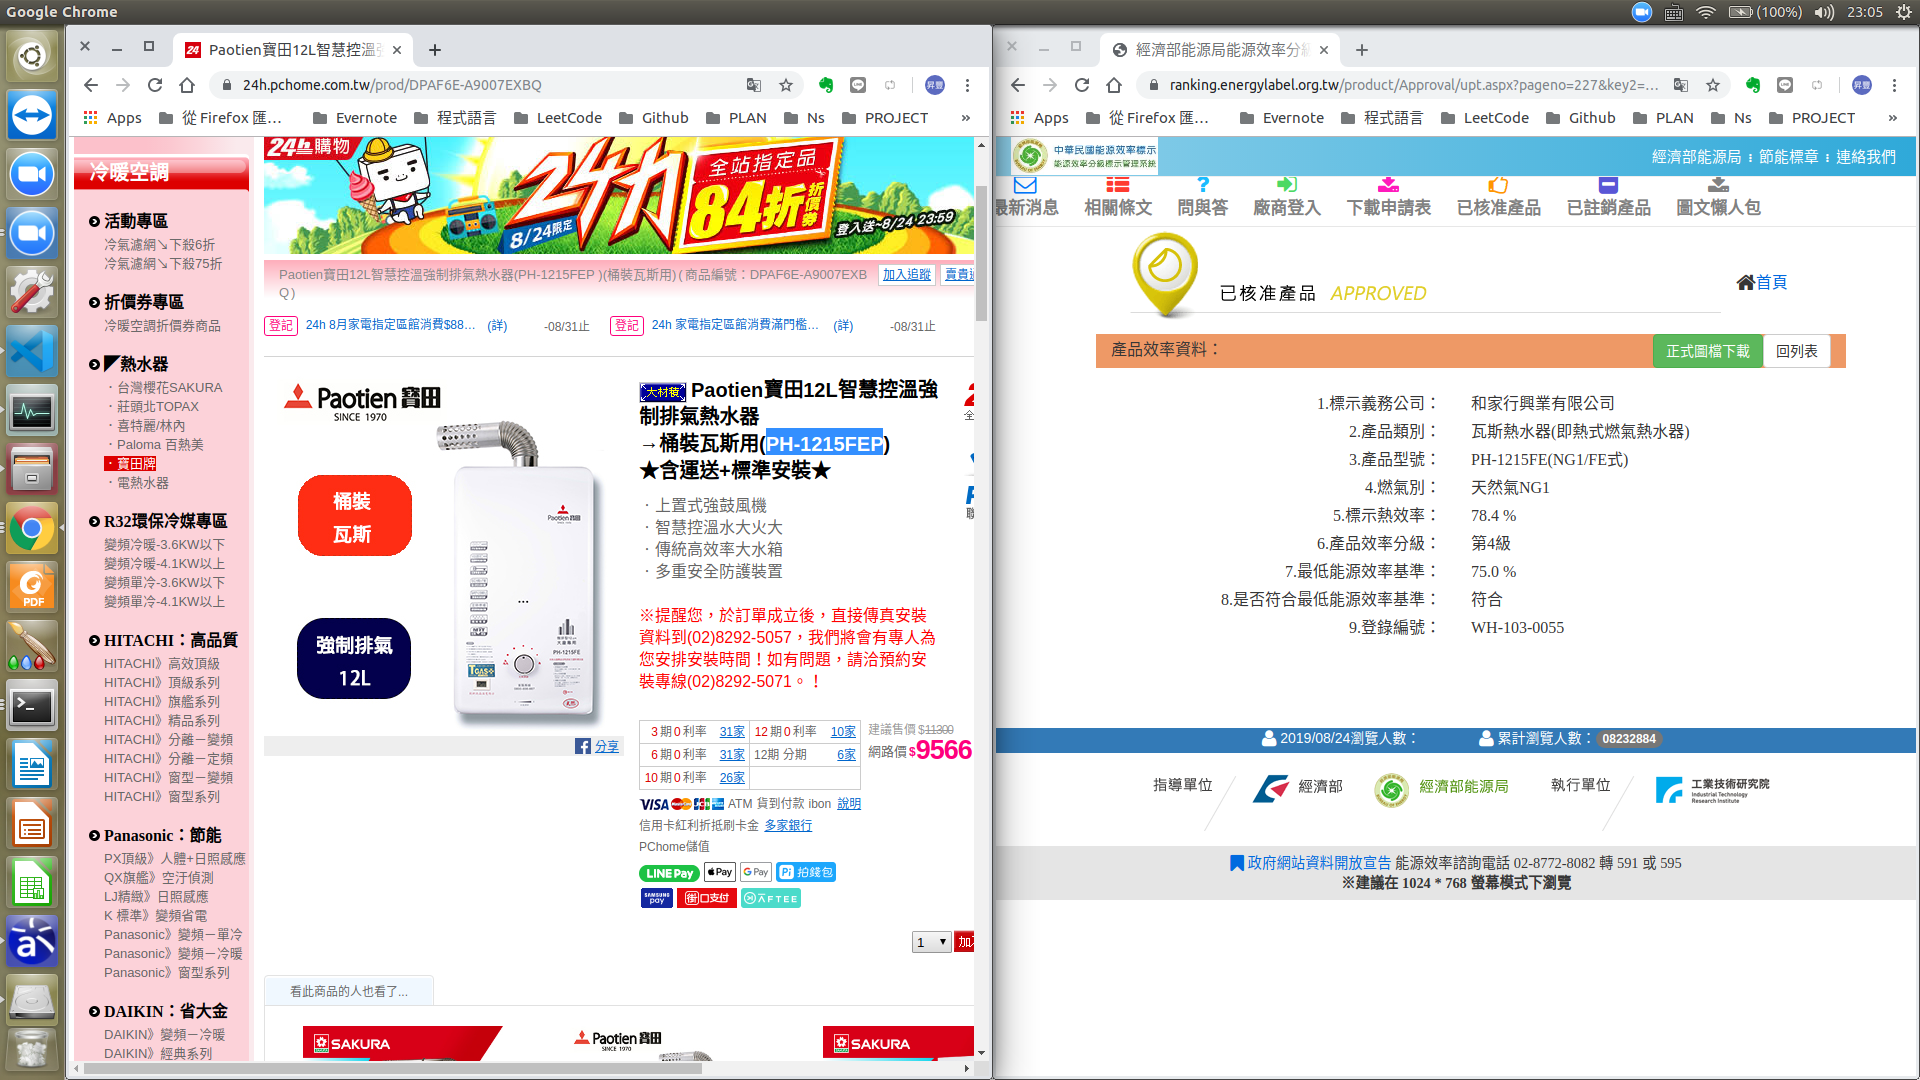 Google Chrome
(100%)
23:05
Paotien寶田12L智慧控溫強
24h.pchome.com.tw/prod/DPAF6E-A9007EXBQ
昇豐
Apps
從 Firefox 匯…
Evernote
程式語言
LeetCode
Github
PLAN
Ns
PROJECT
»
冷暖空調
活動專區
冷氣濾網↘下殺6折
冷氣濾網↘下殺75折
折價券專區
冷暖空調折價券商品
◤熱水器
．台灣櫻花SAKURA
．莊頭北TOPAX
．喜特麗/林內
．Paloma 百熱美
．寶田牌
．電熱水器
R32環保冷媒專區
變頻冷暖-3.6KW以下
變頻冷暖-4.1KW以上
變頻單冷-3.6KW以下
變頻單冷-4.1KW以上
HITACHI：高品質
HITACHI》高效頂級
HITACHI》頂級系列
HITACHI》旗艦系列
HITACHI》精品系列
HITACHI》分離－變頻
HITACHI》分離－定頻
HITACHI》窗型－變頻
HITACHI》窗型系列
Panasonic：節能
PX頂級》人體+日照感應
QX旗艦》空汙偵測
LJ精緻》日照感應
K 標準》變頻省電
Panasonic》變頻－單冷
Panasonic》變頻－冷暖
Panasonic》窗型系列
DAIKIN：省大金
DAIKIN》變頻－冷暖
DAIKIN》經典系列
24h購物
8/24限定
全站指定品
84折
折價券
登入送~8/24 23:59
Paotien寶田12L智慧控溫強制排氣熱水器(PH-1215FEP )(桶裝瓦斯用) ( 商品編號：DPAF6E-A9007EXB
Q )
加入追蹤
登記 24h 8月家電指定區館消費$88… (詳) -08/31止
登記 24h 家電指定區館消費滿門檻… (詳) -08/31止
Paotien 寶田
SINCE 1970
桶裝
瓦斯
強制排氣
12L
Paotien寶田
PH-1215FE
分享
大材積 Paotien寶田12L智慧控溫強
制排氣熱水器
→桶裝瓦斯用(PH-1215FEP)
★含運送+標準安裝★
．上置式強鼓風機
．智慧控溫水大火大
．傳統高效率大水箱
．多重安全防護裝置
※提醒您，於訂單成立後，直接傳真安裝
資料到(02)8292-5057，我們將會有專人為
您安排安裝時間！如有問題，請洽預約安
裝專線(02)8292-5071。！
3 期 0 利率 31家 12 期 0 利率 10家
6 期 0 利率 31家 12期 分期 6家
10 期 0 利率 26家
建議售價 $11300
網路價 $9566
VISA ATM 貨到付款 ibon 說明
信用卡紅利折抵刷卡金 多家銀行
PChome儲值
LINE Pay Apple Pay G Pay Pi 拍錢包
SAMSUNG pay 街口支付 AFTEE
1
看此商品的人也看了...
SAKURA
Paotien 寶田
SINCE 1970
SAKURA
經濟部能源局能源效率分級
ranking.energylabel.org.tw/product/Approval/upt.aspx?pageno=227&key2=…
昇豐
Apps
從 Firefox 匯…
Evernote
程式語言
LeetCode
Github
PLAN
Ns
PROJECT
»
中華民國能源效率標示
能源效率分級標示管理系統
經濟部能源局
節能標章
連絡我們
最新消息
相關條文
問與答
廠商登入
下載申請表
已核准產品
已註銷產品
圖文懶人包
已核准產品 APPROVED
首頁
產品效率資料：
正式圖檔下載
回列表
1.標示義務公司： 和家行興業有限公司
2.產品類別： 瓦斯熱水器(即熱式燃氣熱水器)
3.產品型號： PH-1215FE(NG1/FE式)
4.燃氣別： 天然氣NG1
5.標示熱效率： 78.4 %
6.產品效率分級： 第4級
7.最低能源效率基準： 75.0 %
8.是否符合最低能源效率基準： 符合
9.登錄編號： WH-103-0055
2019/08/24瀏覽人數：
累計瀏覽人數： 08232884
指導單位
經濟部
經濟部能源局
執行單位
工業技術研究院
Industrial Technology
Research Institute
政府網站資料開放宣告 能源效率諮詢電話 02-8772-8082 轉 591 或 595
※建議在 1024 * 768 螢幕模式下瀏覽